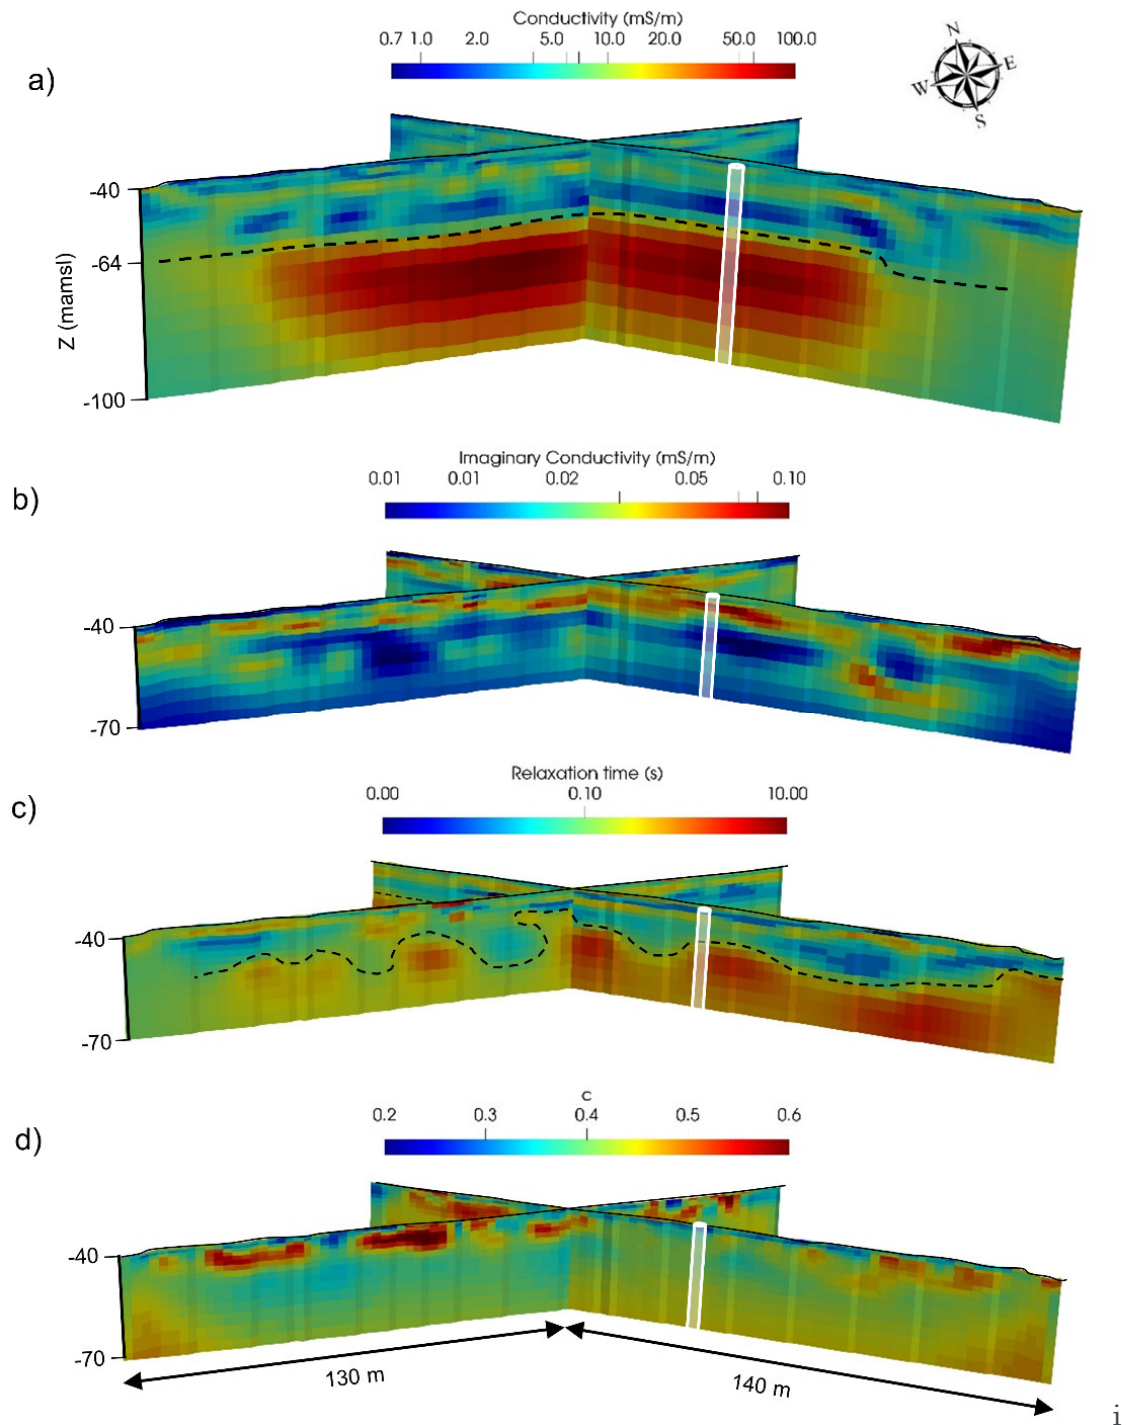 Conductivity (mS/m)
0.7 1.0 2.0 5.0 10.0 20.0 50.0 100.0
a)
N
E
W
S
-40
-64
-100
Z (mamsl)
Imaginary Conductivity (mS/m)
0.01 0.01 0.02 0.05 0.10
b)
-40
-70
Relaxation time (s)
0.00 0.10 10.00
c)
-40
-70
c
0.2 0.3 0.4 0.5 0.6
d)
-40
-70
130 m
140 m
i